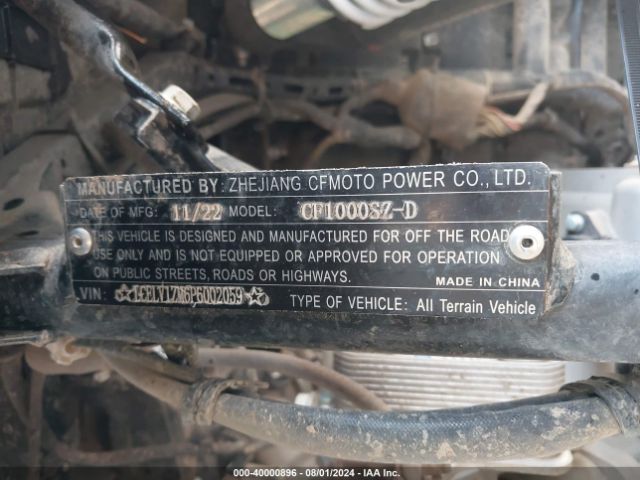 MANUFACTURED BY: ZHEJIANG CFMOTO POWER CO., LTD.
DATE OF MFG: 11/22 MODEL: CF1000SZ-D
THIS VEHICLE IS DESIGNED AND MANUFACTURED FOR OFF THE ROAD
USE ONLY AND IS NOT EQUIPPED OR APPROVED FOR OPERATION
ON PUBLIC STREETS, ROADS OR HIGHWAYS. MADE IN CHINA
VIN: TYPE OF VEHICLE: All Terrain Vehicle
000-40000896 - 08/01/2024 - IAA Inc.